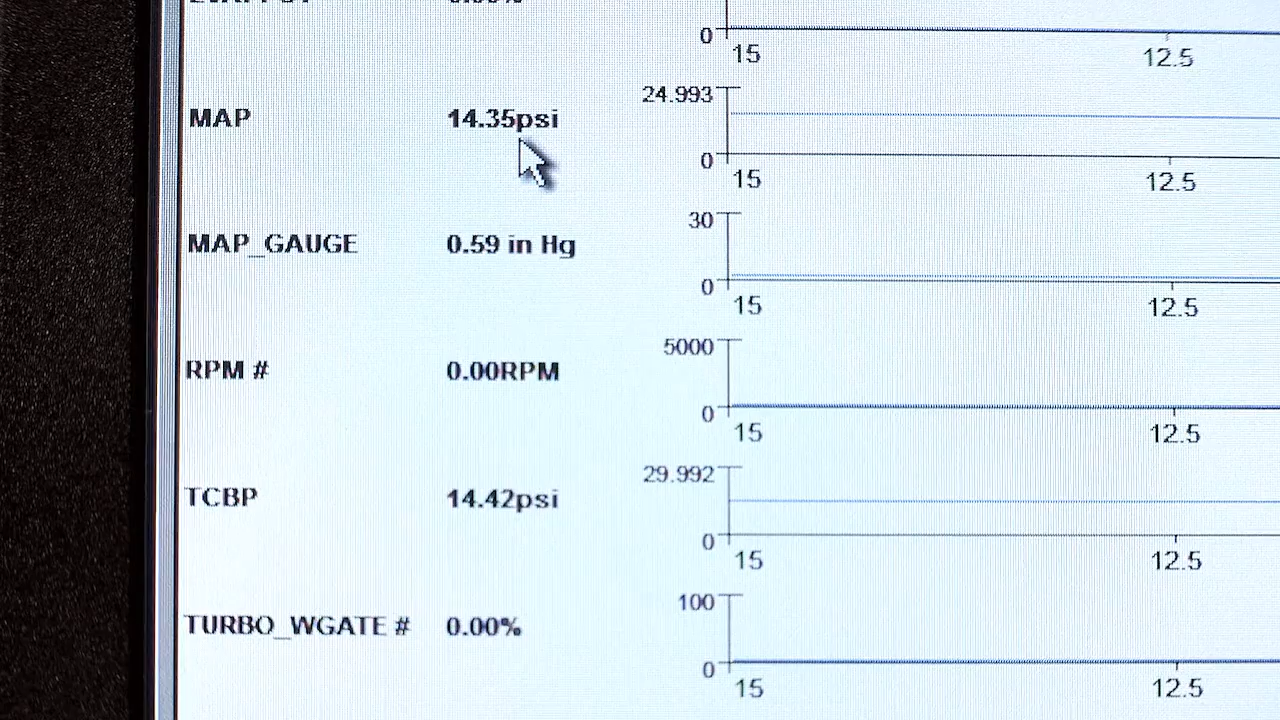 0
15 12.5
MAP 14.35psi 24.993
0
15 12.5
MAP_GAUGE 0.59 in Hg 30
0
15 12.5
RPM # 0.00RPM 5000
0
15 12.5
TCBP 14.42psi 29.992
0
15 12.5
TURBO_WGATE # 0.00% 100
0
15 12.5